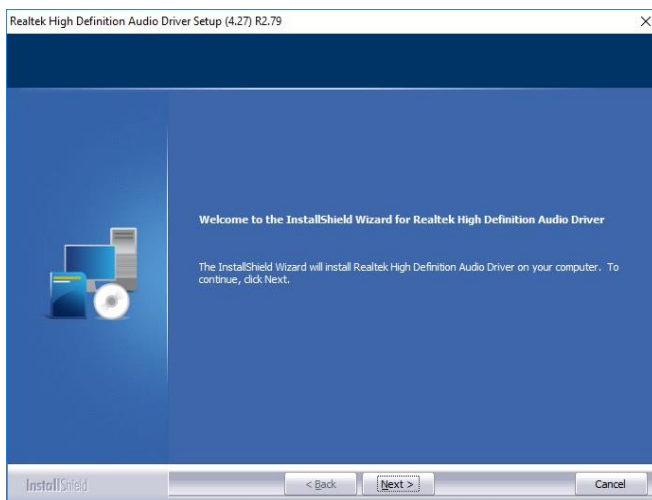 Realtek High Definition Audio Driver Setup (4.27) R2.79
Welcome to the InstallShield Wizard for Realtek High Definition Audio Driver
The InstallShield Wizard will install Realtek High Definition Audio Driver on your computer. To
continue, click Next.
InstallShield
< Back
Next >
Cancel